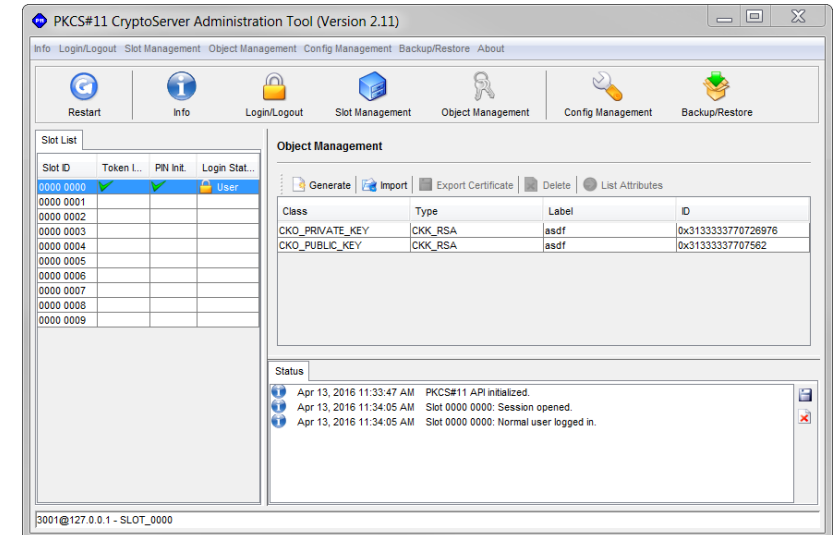 PKCS#11 CryptoServer Administration Tool (Version 2.11)
Info Login/Logout Slot Management Object Management Config Management Backup/Restore About
Restart Info Login/Logout Slot Management Object Management Config Management Backup/Restore
Slot List
Slot ID Token I... PIN Init. Login Stat...
0000 0000 User
0000 0001
0000 0002
0000 0003
0000 0004
0000 0005
0000 0006
0000 0007
0000 0008
0000 0009
Object Management
Generate Import Export Certificate Delete List Attributes
Class Type Label ID
CKO_PRIVATE_KEY CKK_RSA asdf 0x3133333770726976
CKO_PUBLIC_KEY CKK_RSA asdf 0x31333337707562
Status
Apr 13, 2016 11:33:47 AM PKCS#11 API initialized.
Apr 13, 2016 11:34:05 AM Slot 0000 0000: Session opened.
Apr 13, 2016 11:34:05 AM Slot 0000 0000: Normal user logged in.
3001@127.0.0.1 - SLOT_0000